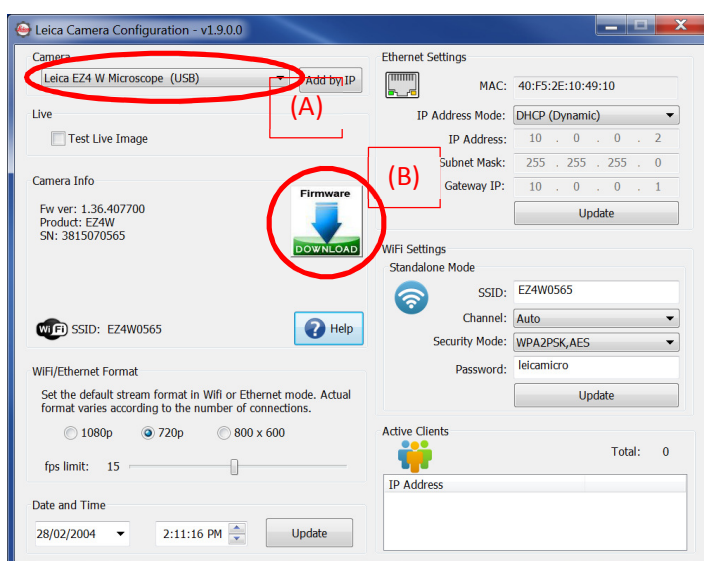 Leica Camera Configuration - v1.9.0.0
Camera
Leica EZ4 W Microscope (USB)
Add by IP
(A)
Live
Test Live Image
Camera Info
Fw ver: 1.36.407700
Product: EZ4W
SN: 3815070565
Firmware
DOWNLOAD
WiFi SSID: EZ4W0565
Help
WiFi/Ethernet Format
Set the default stream format in Wifi or Ethernet mode. Actual
format varies according to the number of connections.
1080p 720p 800 x 600
fps limit: 15
Date and Time
28/02/2004 2:11:16 PM Update
Ethernet Settings
MAC: 40:F5:2E:10:49:10
IP Address Mode: DHCP (Dynamic)
IP Address: 10 . 0 . 0 . 2
(B)
Subnet Mask: 255 . 255 . 255 . 0
Gateway IP: 10 . 0 . 0 . 1
Update
WiFi Settings
Standalone Mode
SSID: EZ4W0565
Channel: Auto
Security Mode: WPA2PSK,AES
Password: leicamicro
Update
Active Clients
Total: 0
IP Address